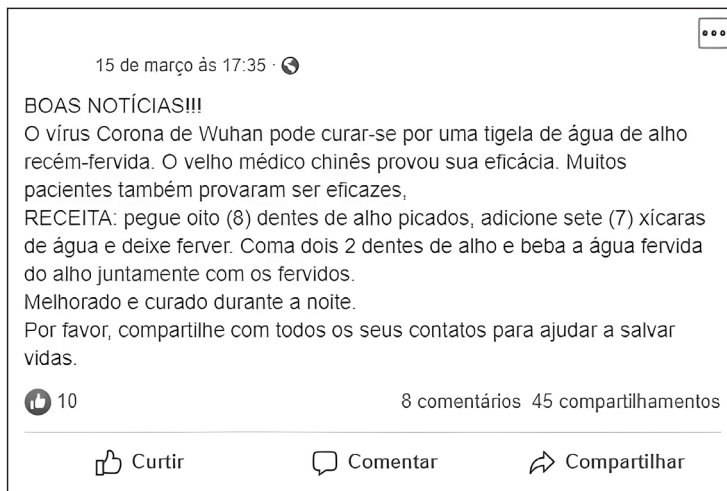 15 de março às 17:35 ·
BOAS NOTÍCIAS!!!
O vírus Corona de Wuhan pode curar-se por uma tigela de água de alho
recém-fervida. O velho médico chinês provou sua eficácia. Muitos
pacientes também provaram ser eficazes,
RECEITA: pegue oito (8) dentes de alho picados, adicione sete (7) xícaras
de água e deixe ferver. Coma dois 2 dentes de alho e beba a água fervida
do alho juntamente com os fervidos.
Melhorado e curado durante a noite.
Por favor, compartilhe com todos os seus contatos para ajudar a salvar
vidas.
10 8 comentários 45 compartilhamentos
Curtir Comentar Compartilhar